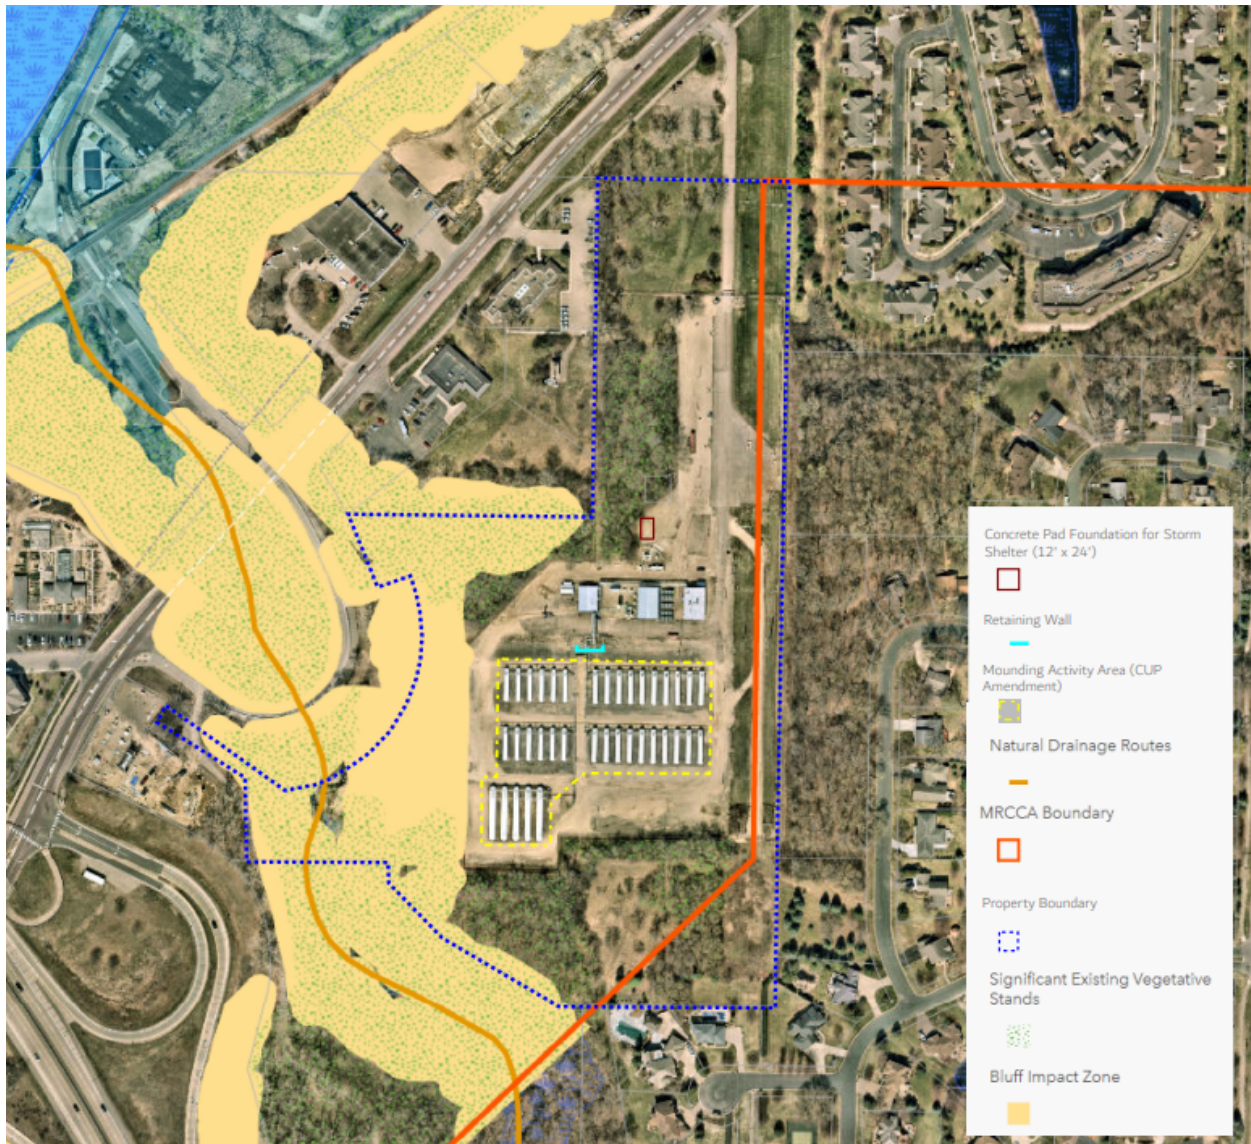 Concrete Pad Foundation for Storm
Shelter (12' x 24')
Retaining Wall
Mounding Activity Area (CUP
Amendment)
Natural Drainage Routes
MRCCA Boundary
Property Boundary
Significant Existing Vegetative
Stands
Bluff Impact Zone